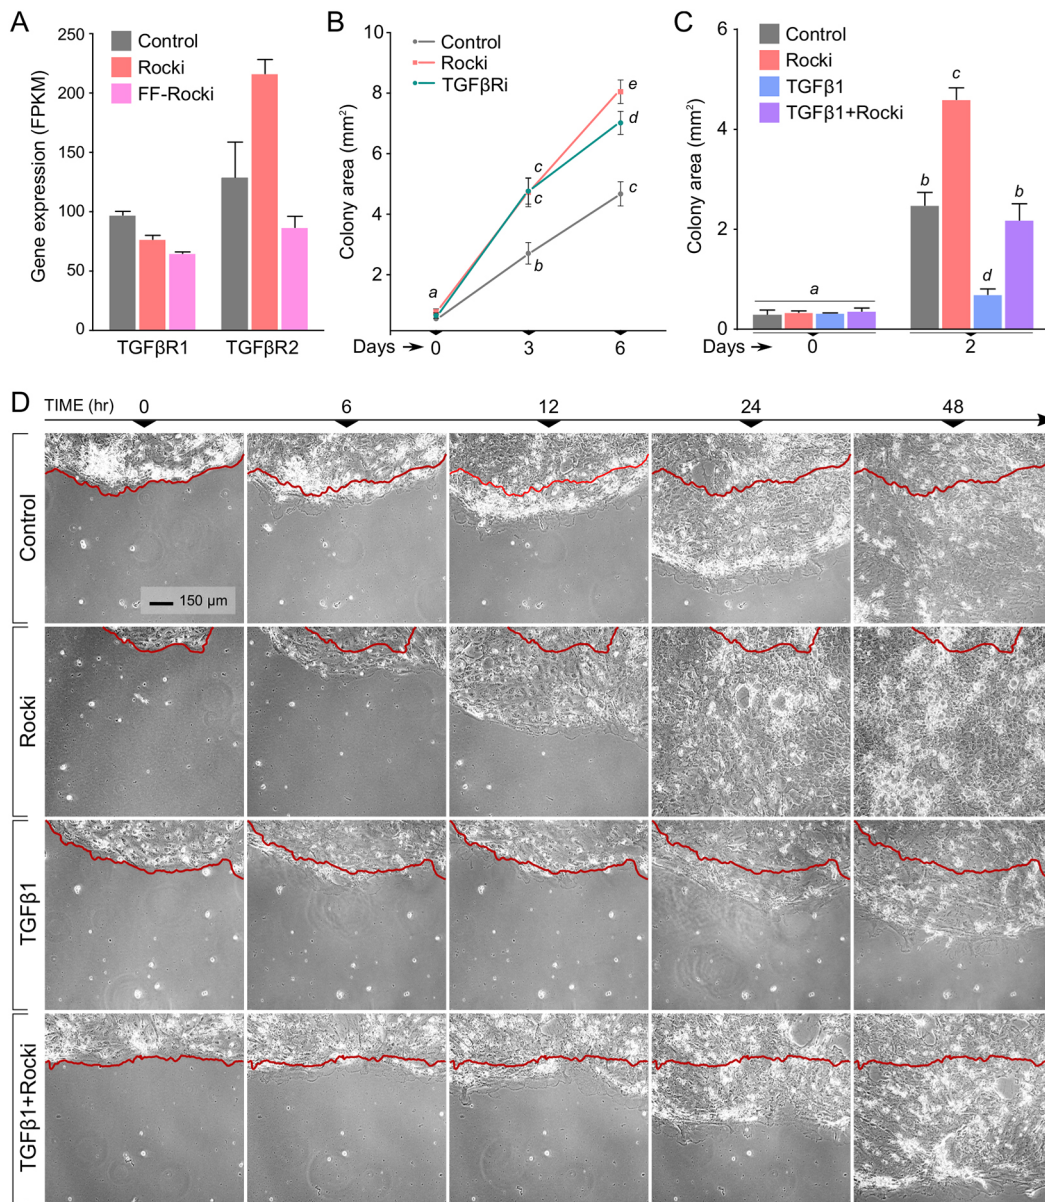 A
Gene expression (FPKM)
250
200
150
100
50
0
Control
Rocki
FF-Rocki
TGFβR1
TGFβR2
B
Colony area (mm²)
10
8
6
4
2
Control
Rocki
TGFβRi
a
b
c
c
c
d
e
Days
0
3
6
C
Colony area (mm²)
6
4
2
0
Control
Rocki
TGFβ1
TGFβ1+Rocki
a
b
c
d
b
Days
0
2
D
TIME (hr)
0
6
12
24
48
Control
150 μm
Rocki
TGFβ1
TGFβ1+Rocki